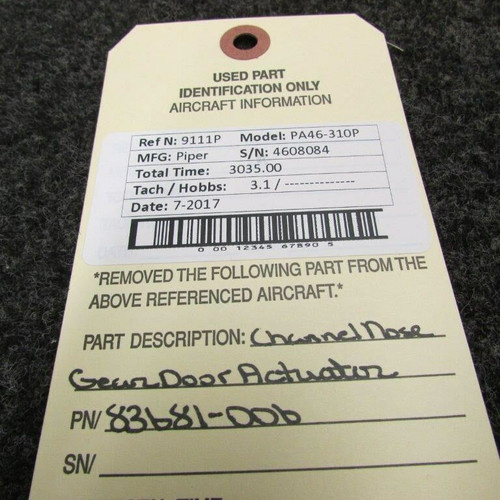 USED PART
IDENTIFICATION ONLY
AIRCRAFT INFORMATION
Ref N: 9111P Model: PA46-310P
MFG: Piper S/N: 4608084
Total Time: 3035.00
Tach / Hobbs: 3.1 / -------------
Date: 7-2017
0 00 12345 67890 5
*REMOVED THE FOLLOWING PART FROM THE
ABOVE REFERENCED AIRCRAFT.*
PART DESCRIPTION: Channel Nose
Gear Door Actuator
PN/ 83681-006
SN/